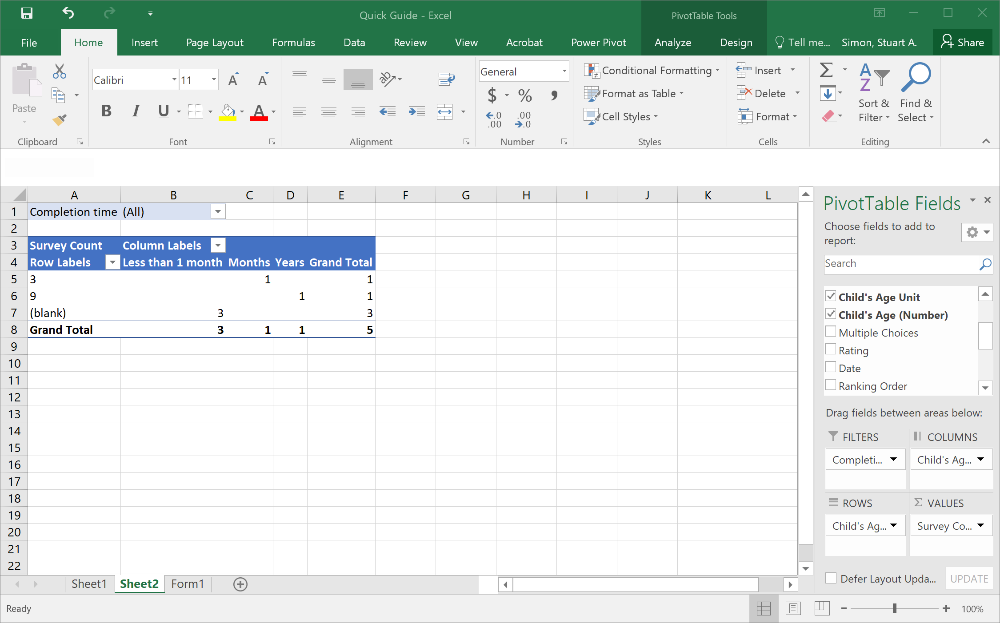 Quick Guide - Excel
PivotTable Tools
File Home Insert Page Layout Formulas Data Review View Acrobat Power Pivot Analyze Design Tell me... Simon, Stuart A. Share
Paste
Calibri 11
A A
B I U A
ab
General
$ % ,
.0 .00
.00 .0
Conditional Formatting
Format as Table
Cell Styles
Insert
Delete
Format
Σ
A Z
Sort & Filter
Find & Select
Clipboard Font Alignment Number Styles Cells Editing
A B C D E F G H I J K L
1 Completion time (All)
2
3 Survey Count Column Labels
4 Row Labels Less than 1 month Months Years Grand Total
5 3 1 1
6 9 1 1
7 (blank) 3 3
8 Grand Total 3 1 1 5
9
10
11
12
13
14
15
16
17
18
19
20
21
22
PivotTable Fields
Choose fields to add to
report:
Search
Child's Age Unit
Child's Age (Number)
Multiple Choices
Rating
Date
Ranking Order
Drag fields between areas below:
FILTERS COLUMNS
Completi... Child's Ag...
ROWS Σ VALUES
Child's Ag... Survey Co...
Defer Layout Upda... UPDATE
Sheet1 Sheet2 Form1
Ready
100%